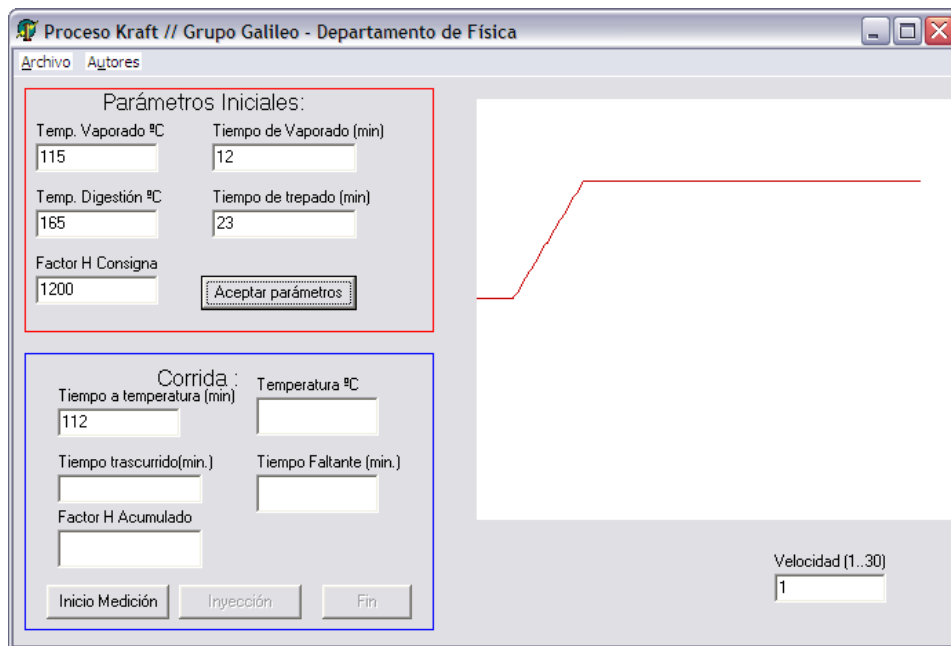 Proceso Kraft // Grupo Galileo - Departamento de Física
Archivo Autores
Parámetros Iniciales:
Temp. Vaporado ºC Tiempo de Vaporado (min)
115 12
Temp. Digestión ºC Tiempo de trepado (min)
165 23
Factor H Consigna
1200 Aceptar parámetros
Corrida :
Tiempo a temperatura (min) Temperatura ºC
112
Tiempo trascurrido(min.) Tiempo Faltante (min.)
Factor H Acumulado
Inicio Medición Inyección Fin
Velocidad (1..30)
1